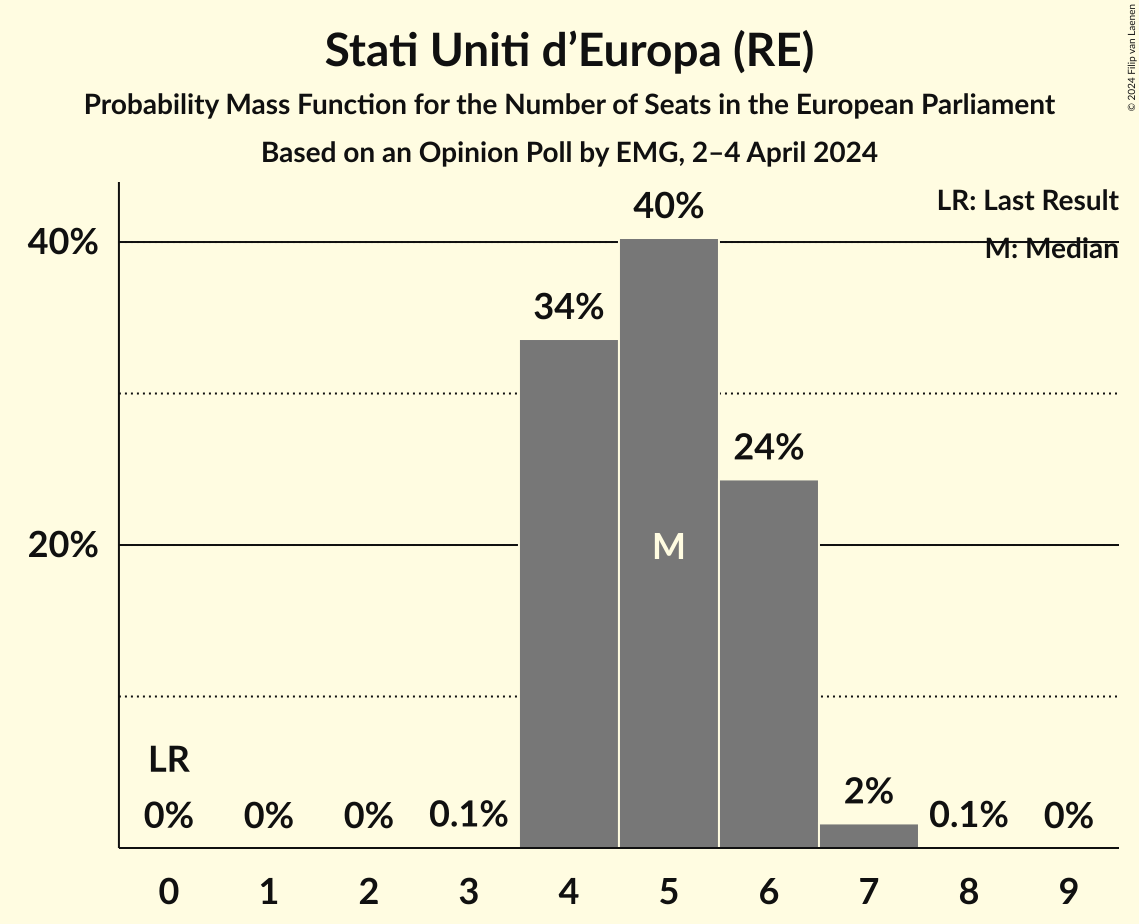 Stati Uniti d’Europa (RE)
Probability Mass Function for the Number of Seats in the European Parliament
Based on an Opinion Poll by EMG, 2–4 April 2024
© 2024 Filip van Laenen
LR: Last Result
M: Median
40%
20%
LR
0%
0%
0%
0.1%
34%
40%
M
24%
2%
0.1%
0%
0 1 2 3 4 5 6 7 8 9